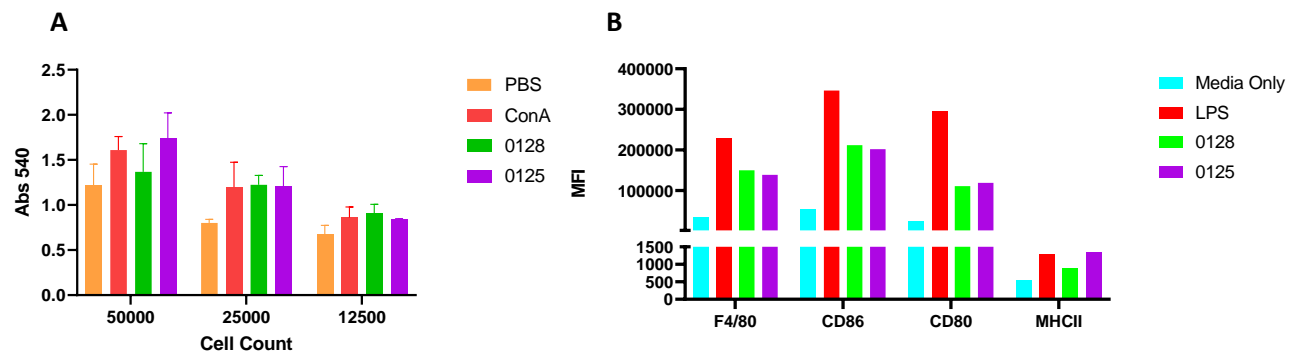 A
2.5
2.0
1.5
1.0
0.5
0.0
Abs 540
50000
25000
12500
Cell Count
PBS
ConA
0128
0125
B
400000
300000
200000
100000
1500
1000
500
0
MFI
F4/80
CD86
CD80
MHCII
Media Only
LPS
0128
0125